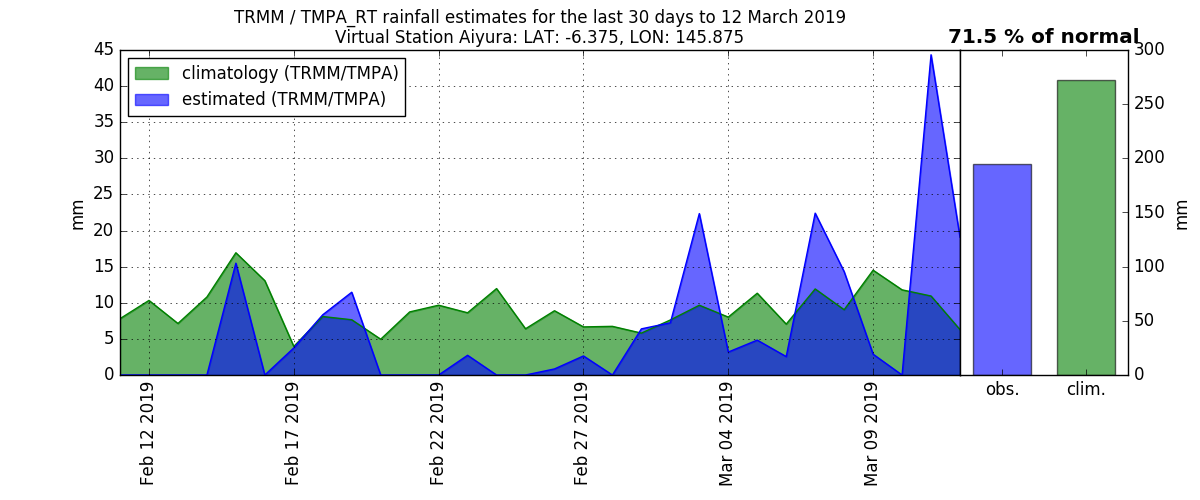 TRMM / TMPA_RT rainfall estimates for the last 30 days to 12 March 2019
Virtual Station Aiyura: LAT: -6.375, LON: 145.875
71.5 % of normal
climatology (TRMM/TMPA)
estimated (TRMM/TMPA)
45
40
35
30
25
20
15
10
5
0
mm
300
250
200
150
100
50
0
mm
Feb 12 2019
Feb 17 2019
Feb 22 2019
Feb 27 2019
Mar 04 2019
Mar 09 2019
obs.
clim.